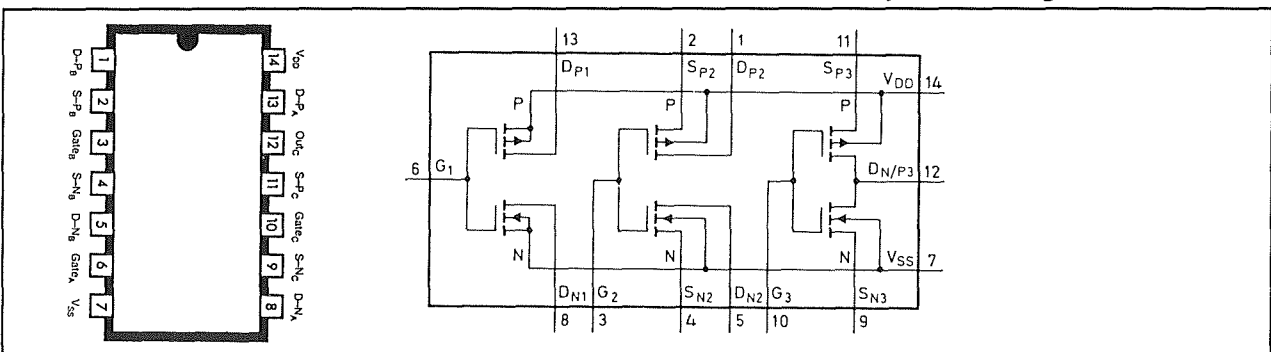 D–P_B 1
S–P_B 2
Gate_B 3
S–N_B 4
D–N_B 5
Gate_A 6
V_SS 7
14 V_DD
13 D–P_A
12 Out_C
11 S–P_C
10 Gate_C
9 S–N_C
8 D–N_A
13 2 1 11
D_P1 S_P2 D_P2 S_P3
V_DD 14
P P P
6 G_1
D_N/P3 12
N N N
V_SS 7
D_N1 G_2 S_N2 D_N2 G_3 S_N3
8 3 4 5 10 9